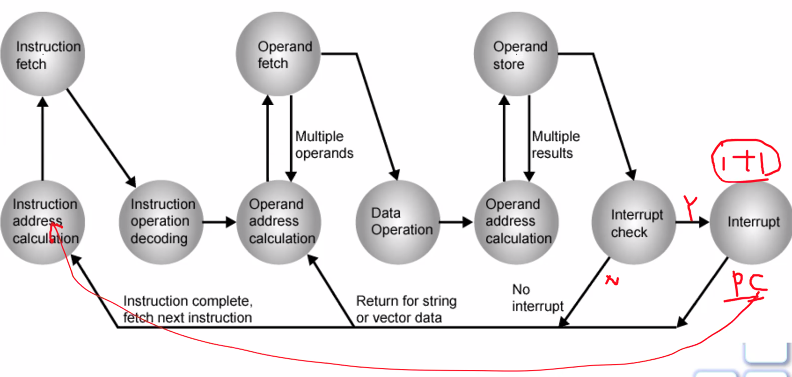 Instruction
fetch
Operand
fetch
Operand
store
Multiple
operands
Multiple
results
i+1
Instruction
address
calculation
Instruction
operation
decoding
Operand
address
calculation
Data
Operation
Operand
address
calculation
Interrupt
check
Y
Interrupt
N
PC
Instruction complete,
fetch next instruction
Return for string
or vector data
No
interrupt